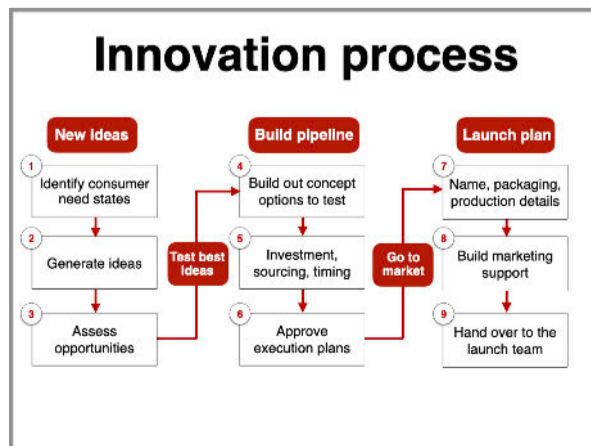 Innovation process
New ideas
Build pipeline
Launch plan
1
Identify consumer
need states
2
Generate ideas
3
Assess
opportunities
Test best
ideas
4
Build out concept
options to test
5
Investment,
sourcing, timing
6
Approve
execution plans
Go to
market
7
Name, packaging,
production details
8
Build marketing
support
9
Hand over to the
launch team